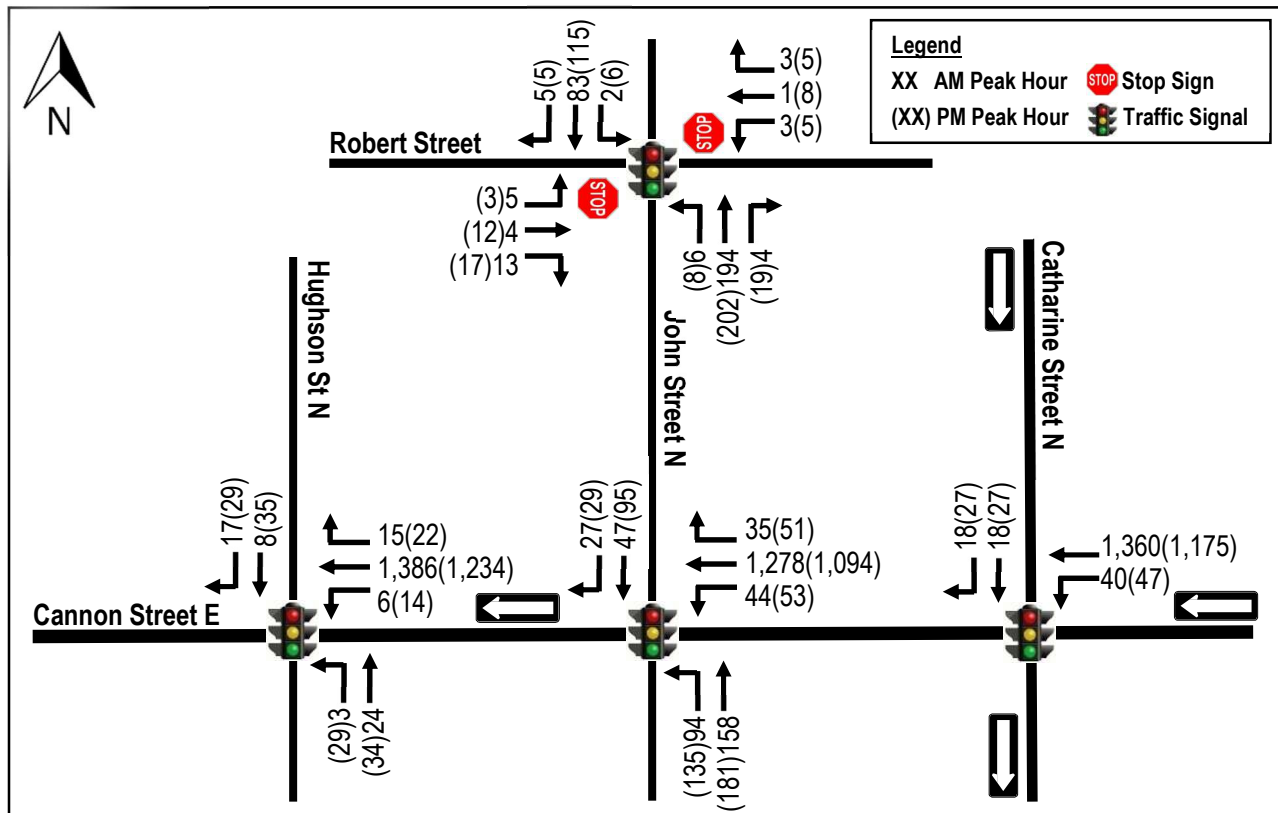 Legend
XX AM Peak Hour STOP Stop Sign
(XX) PM Peak Hour Traffic Signal
N
5(5)
83(115)
2(6)
3(5)
1(8)
3(5)
STOP
Robert Street
(3)5
(12)4
(17)13
STOP
(8)6
(202)194
(19)4
Hughson St N
John Street N
Catharine Street N
17(29)
8(35)
15(22)
1,386(1,234)
6(14)
27(29)
47(95)
35(51)
1,278(1,094)
44(53)
18(27)
18(27)
1,360(1,175)
40(47)
Cannon Street E
(29)3
(34)24
(135)94
(181)158